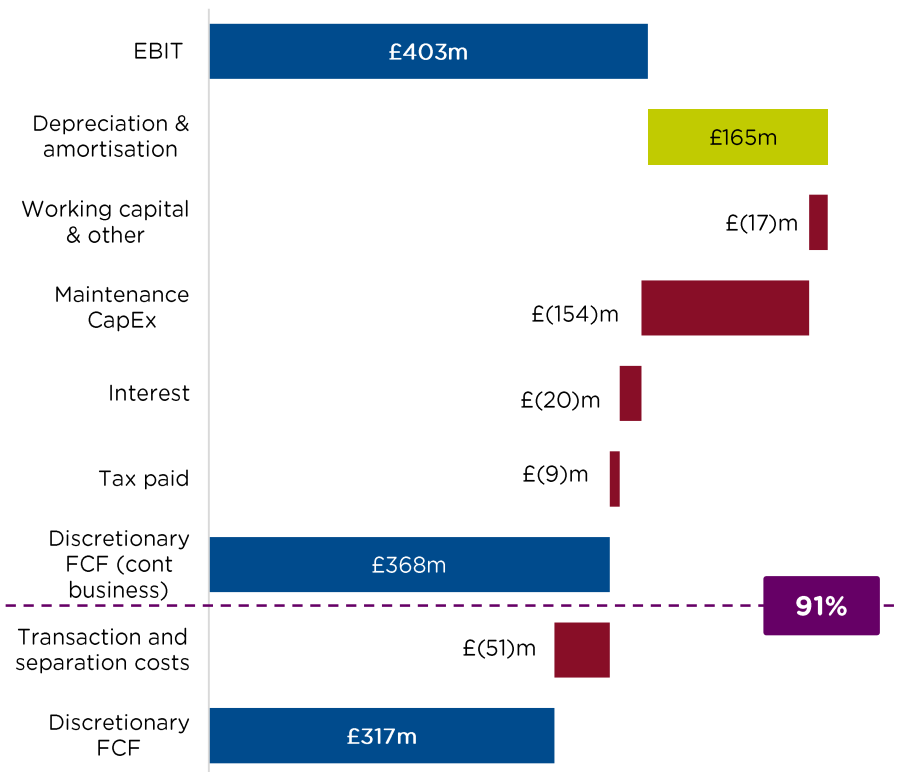 EBIT
£403m
Depreciation &
amortisation
£165m
Working capital
& other
£(17)m
Maintenance
CapEx
£(154)m
Interest
£(20)m
Tax paid
£(9)m
Discretionary
FCF (cont
business)
£368m
91%
Transaction and
separation costs
£(51)m
Discretionary
FCF
£317m